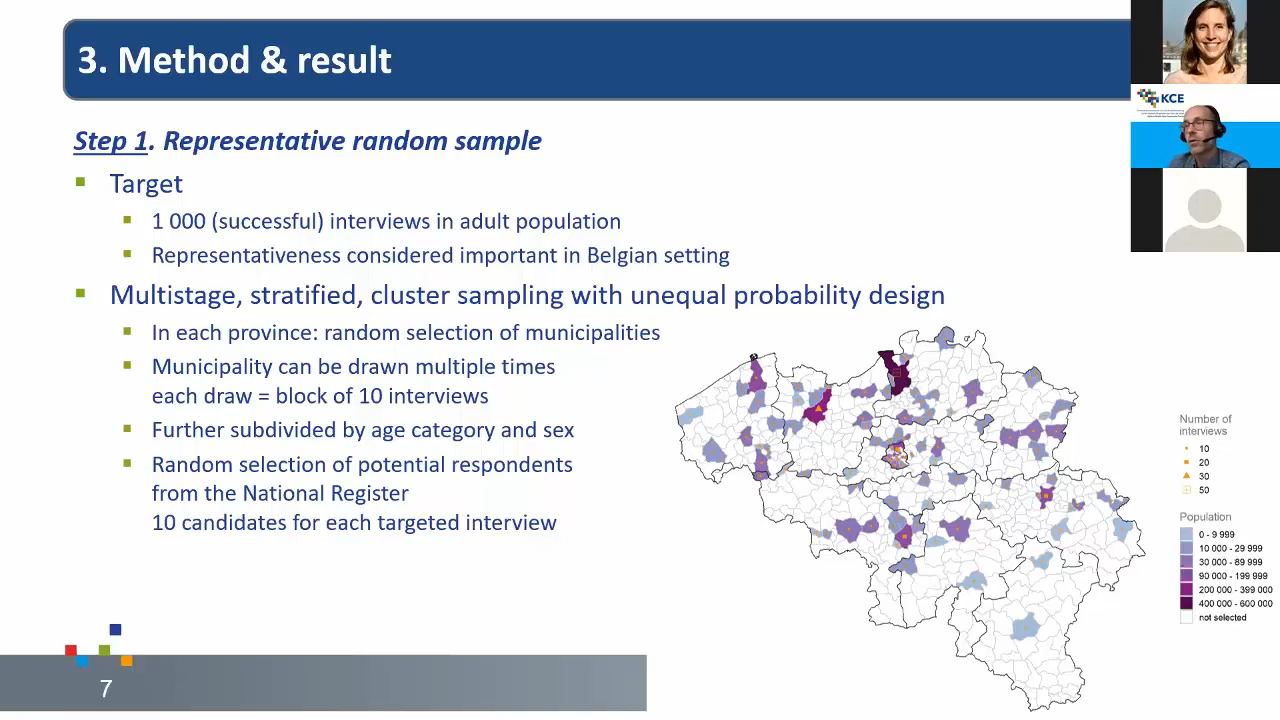 3. Method & result
KCE
Step 1. Representative random sample
Target
1 000 (successful) interviews in adult population
Representativeness considered important in Belgian setting
Multistage, stratified, cluster sampling with unequal probability design
In each province: random selection of municipalities
Municipality can be drawn multiple times
each draw = block of 10 interviews
Further subdivided by age category and sex
Random selection of potential respondents
from the National Register
10 candidates for each targeted interview
Number of
interviews
10
20
30
50
Population
0 - 9 999
10 000 - 29 999
30 000 - 89 999
90 000 - 199 999
200 000 - 399 000
400 000 - 600 000
not selected
7